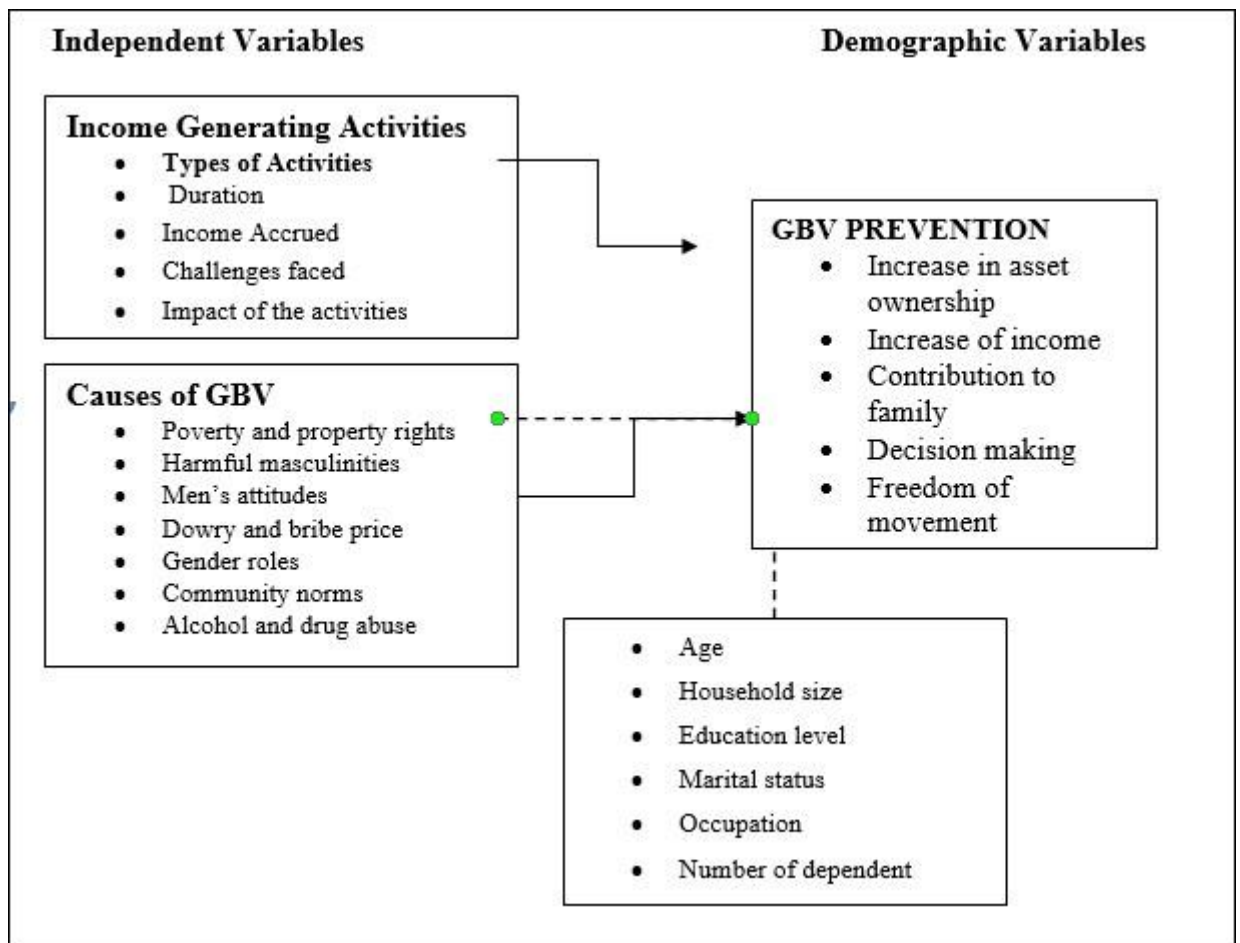 Independent Variables
Demographic Variables
Income Generating Activities
• Types of Activities
• Duration
• Income Accrued
• Challenges faced
• Impact of the activities
GBV PREVENTION
• Increase in asset
ownership
• Increase of income
• Contribution to
family
• Decision making
• Freedom of
movement
Causes of GBV
• Poverty and property rights
• Harmful masculinities
• Men’s attitudes
• Dowry and bribe price
• Gender roles
• Community norms
• Alcohol and drug abuse
• Age
• Household size
• Education level
• Marital status
• Occupation
• Number of dependent